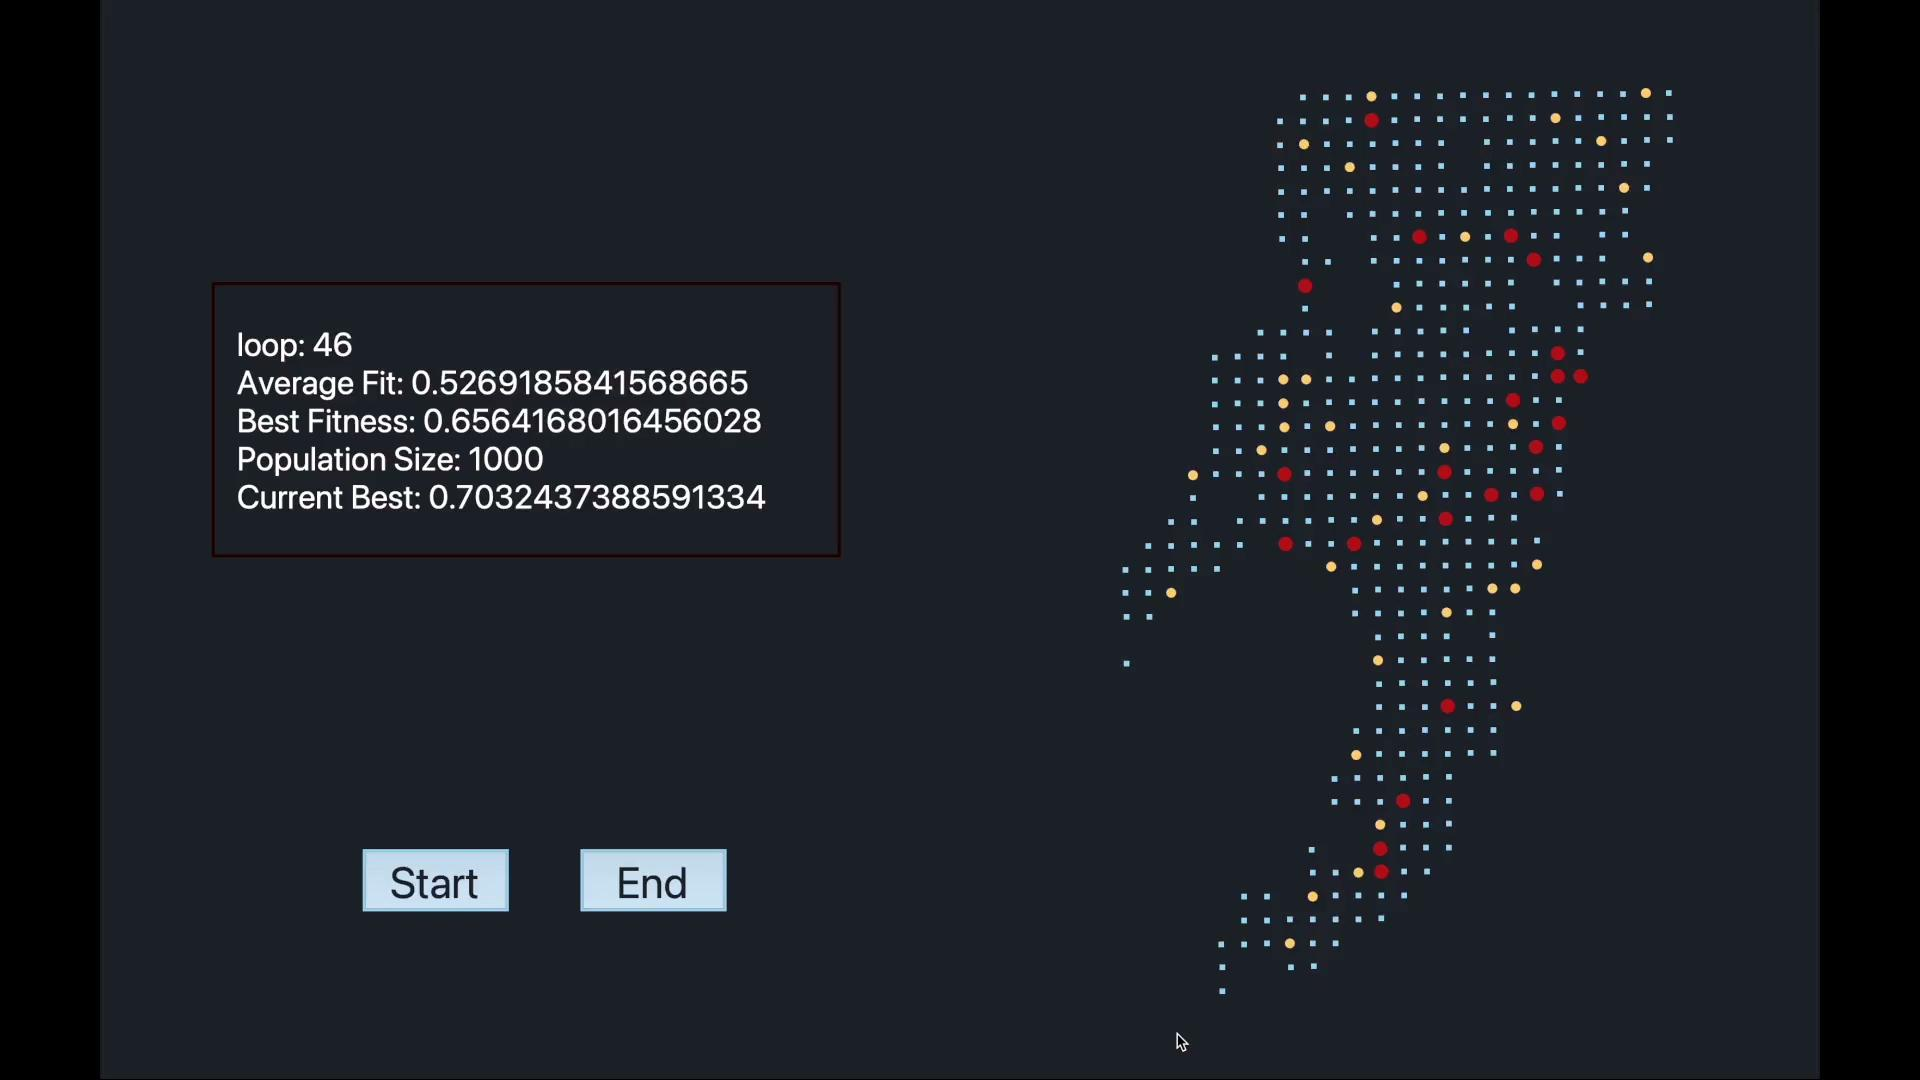 loop: 46
Average Fit: 0.5269185841568665
Best Fitness: 0.6564168016456028
Population Size: 1000
Current Best: 0.7032437388591334
Start
End